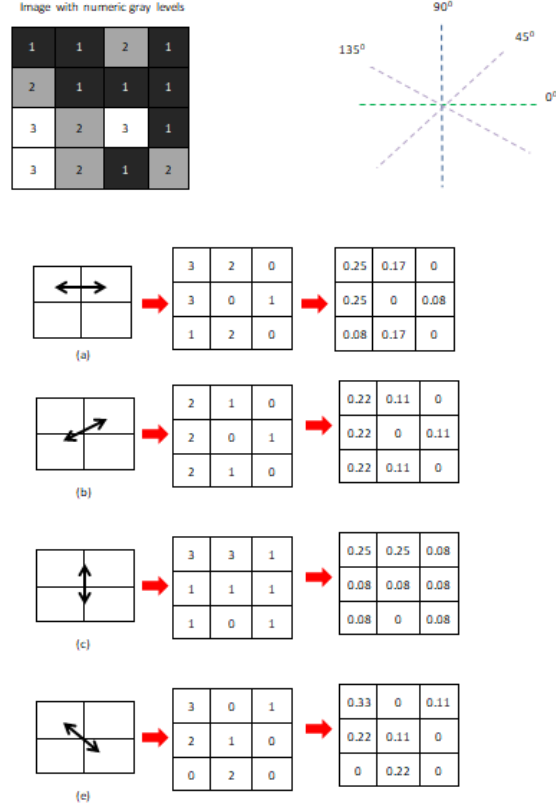 Image with numeric gray levels
1 1 2 1
2 1 1 1
3 2 3 1
3 2 1 2
90⁰
45⁰
135⁰
0⁰
3 2 0
3 0 1
1 2 0
0.25 0.17 0
0.25 0 0.08
0.08 0.17 0
(a)
2 1 0
2 0 1
2 1 0
0.22 0.11 0
0.22 0 0.11
0.22 0.11 0
(b)
3 3 1
1 1 1
1 0 1
0.25 0.25 0.08
0.08 0.08 0.08
0.08 0 0.08
(c)
3 0 1
2 1 0
0 2 0
0.33 0 0.11
0.22 0.11 0
0 0.22 0
(e)